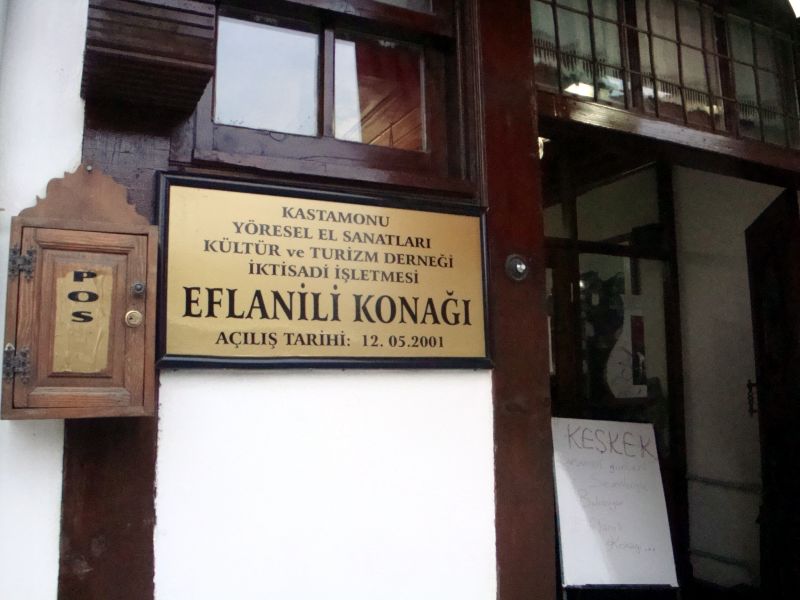 POS
KASTAMONU
YÖRESEL EL SANATLARI
KÜLTÜR ve TURİZM DERNEĞİ
İKTİSADİ İŞLETMESİ
EFLANİLİ KONAĞI
AÇILIŞ TARİHİ: 12. 05.2001
KEŞKEK